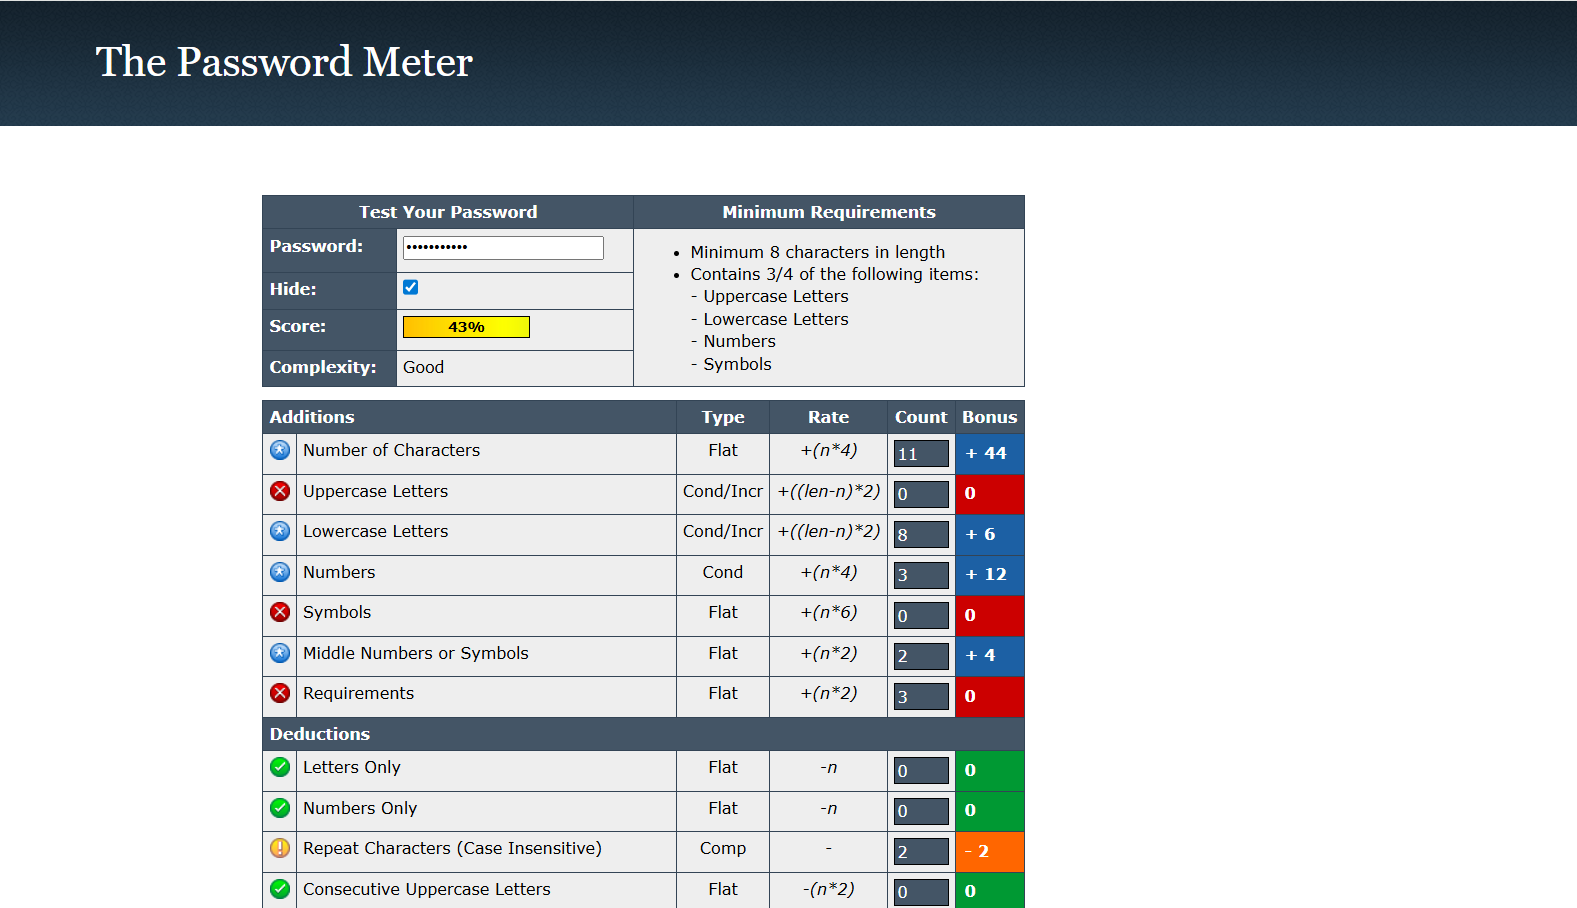 The Password Meter
Test Your Password Minimum Requirements
Password: •••••••••••
Hide:
Score: 43%
Complexity: Good
• Minimum 8 characters in length
• Contains 3/4 of the following items:
- Uppercase Letters
- Lowercase Letters
- Numbers
- Symbols
Additions Type Rate Count Bonus
Number of Characters Flat +(n*4) 11 + 44
Uppercase Letters Cond/Incr +((len-n)*2) 0 0
Lowercase Letters Cond/Incr +((len-n)*2) 8 + 6
Numbers Cond +(n*4) 3 + 12
Symbols Flat +(n*6) 0 0
Middle Numbers or Symbols Flat +(n*2) 2 + 4
Requirements Flat +(n*2) 3 0
Deductions
Letters Only Flat -n 0 0
Numbers Only Flat -n 0 0
Repeat Characters (Case Insensitive) Comp - 2 - 2
Consecutive Uppercase Letters Flat -(n*2) 0 0